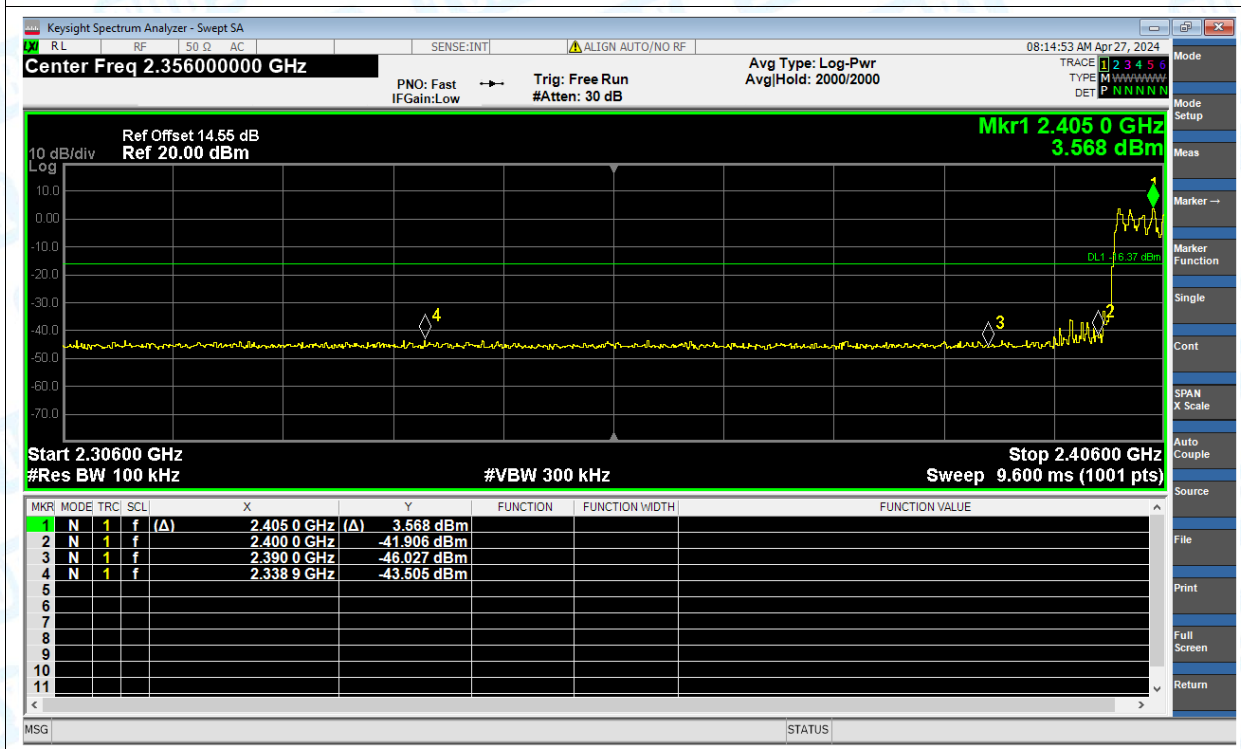 Keysight Spectrum Analyzer - Swept SA
LXI RL RF 50 Ω AC SENSE:INT ALIGN AUTO/NO RF 08:14:53 AM Apr 27, 2024
Center Freq 2.356000000 GHz
PNO: Fast
IFGain:Low
Trig: Free Run
#Atten: 30 dB
Avg Type: Log-Pwr
Avg|Hold: 2000/2000
TRACE 1 2 3 4 5 6
TYPE M WWWWW
DET P N N N N N
Ref Offset 14.55 dB
Ref 20.00 dBm
10 dB/div
Log
Mkr1 2.405 0 GHz
3.568 dBm
10.0
0.00
-10.0
-20.0
-30.0
-40.0
-50.0
-60.0
-70.0
1
DL1 -16.37 dBm
4
3
2
Start 2.30600 GHz Stop 2.40600 GHz
#Res BW 100 kHz #VBW 300 kHz Sweep 9.600 ms (1001 pts)
MKR MODE TRC SCL X Y FUNCTION FUNCTION WIDTH FUNCTION VALUE
1 N 1 f (Δ) 2.405 0 GHz (Δ) 3.568 dBm
2 N 1 f 2.400 0 GHz -41.906 dBm
3 N 1 f 2.390 0 GHz -46.027 dBm
4 N 1 f 2.338 9 GHz -43.505 dBm
5
6
7
8
9
10
11
MSG STATUS
Mode
Mode
Setup
Meas
Marker →
Marker
Function
Single
Cont
SPAN
X Scale
Auto
Couple
Source
File
Print
Full
Screen
Return